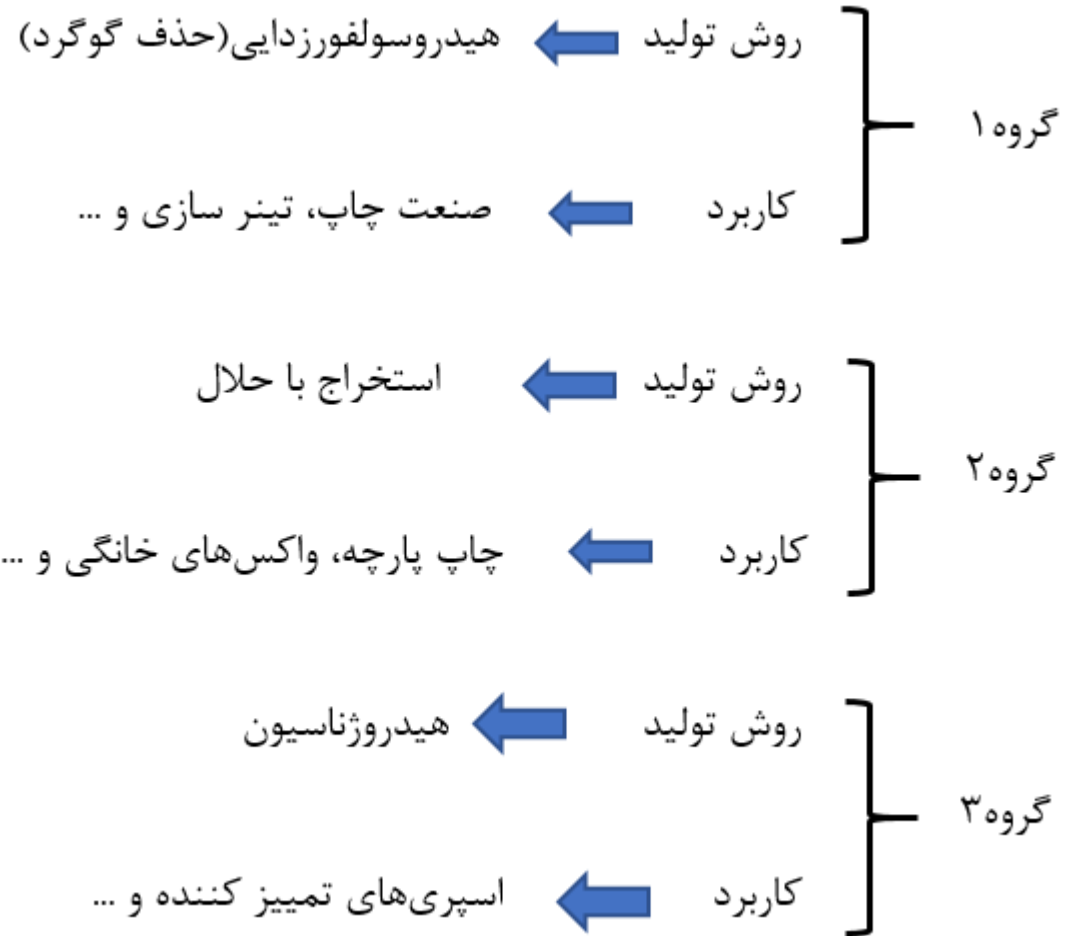 روش تولید هیدروسولفورزدایی(حذف گوگرد)
گروه۱
کاربرد صنعت چاپ، تینر سازی و ...
روش تولید استخراج با حلال
گروه۲
کاربرد چاپ پارچه، واکس‌های خانگی و ...
روش تولید هیدروژناسیون
گروه۳
کاربرد اسپری‌های تمییز کننده و ...